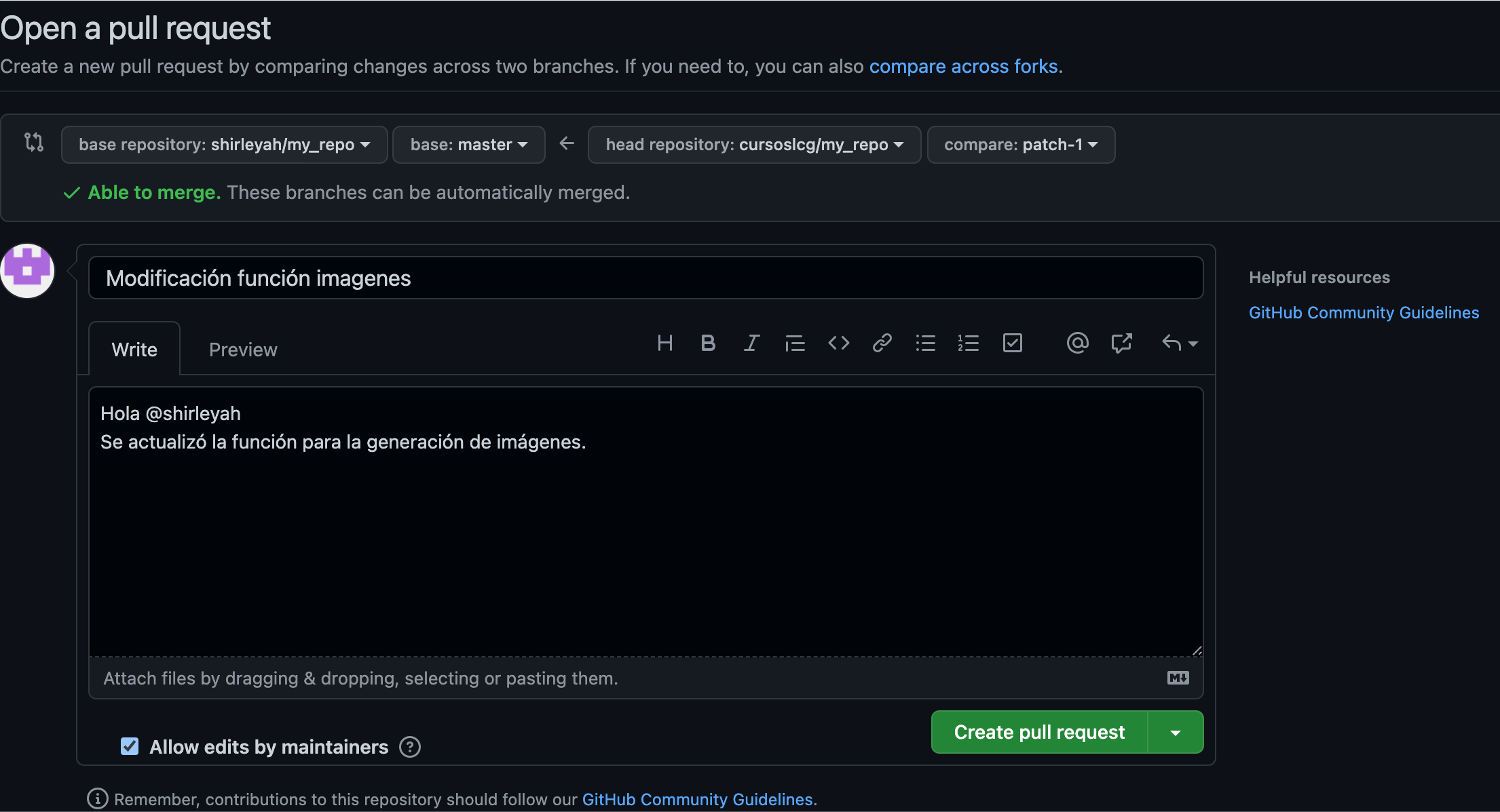 Open a pull request
Create a new pull request by comparing changes across two branches. If you need to, you can also compare across forks.
base repository: shirleyah/my_repo base: master ← head repository: cursoslcg/my_repo compare: patch-1
Able to merge. These branches can be automatically merged.
Modificación función imagenes
Helpful resources
GitHub Community Guidelines
Write Preview
Hola @shirleyah
Se actualizó la función para la generación de imágenes.
Attach files by dragging & dropping, selecting or pasting them.
Allow edits by maintainers
Create pull request
Remember, contributions to this repository should follow our GitHub Community Guidelines.